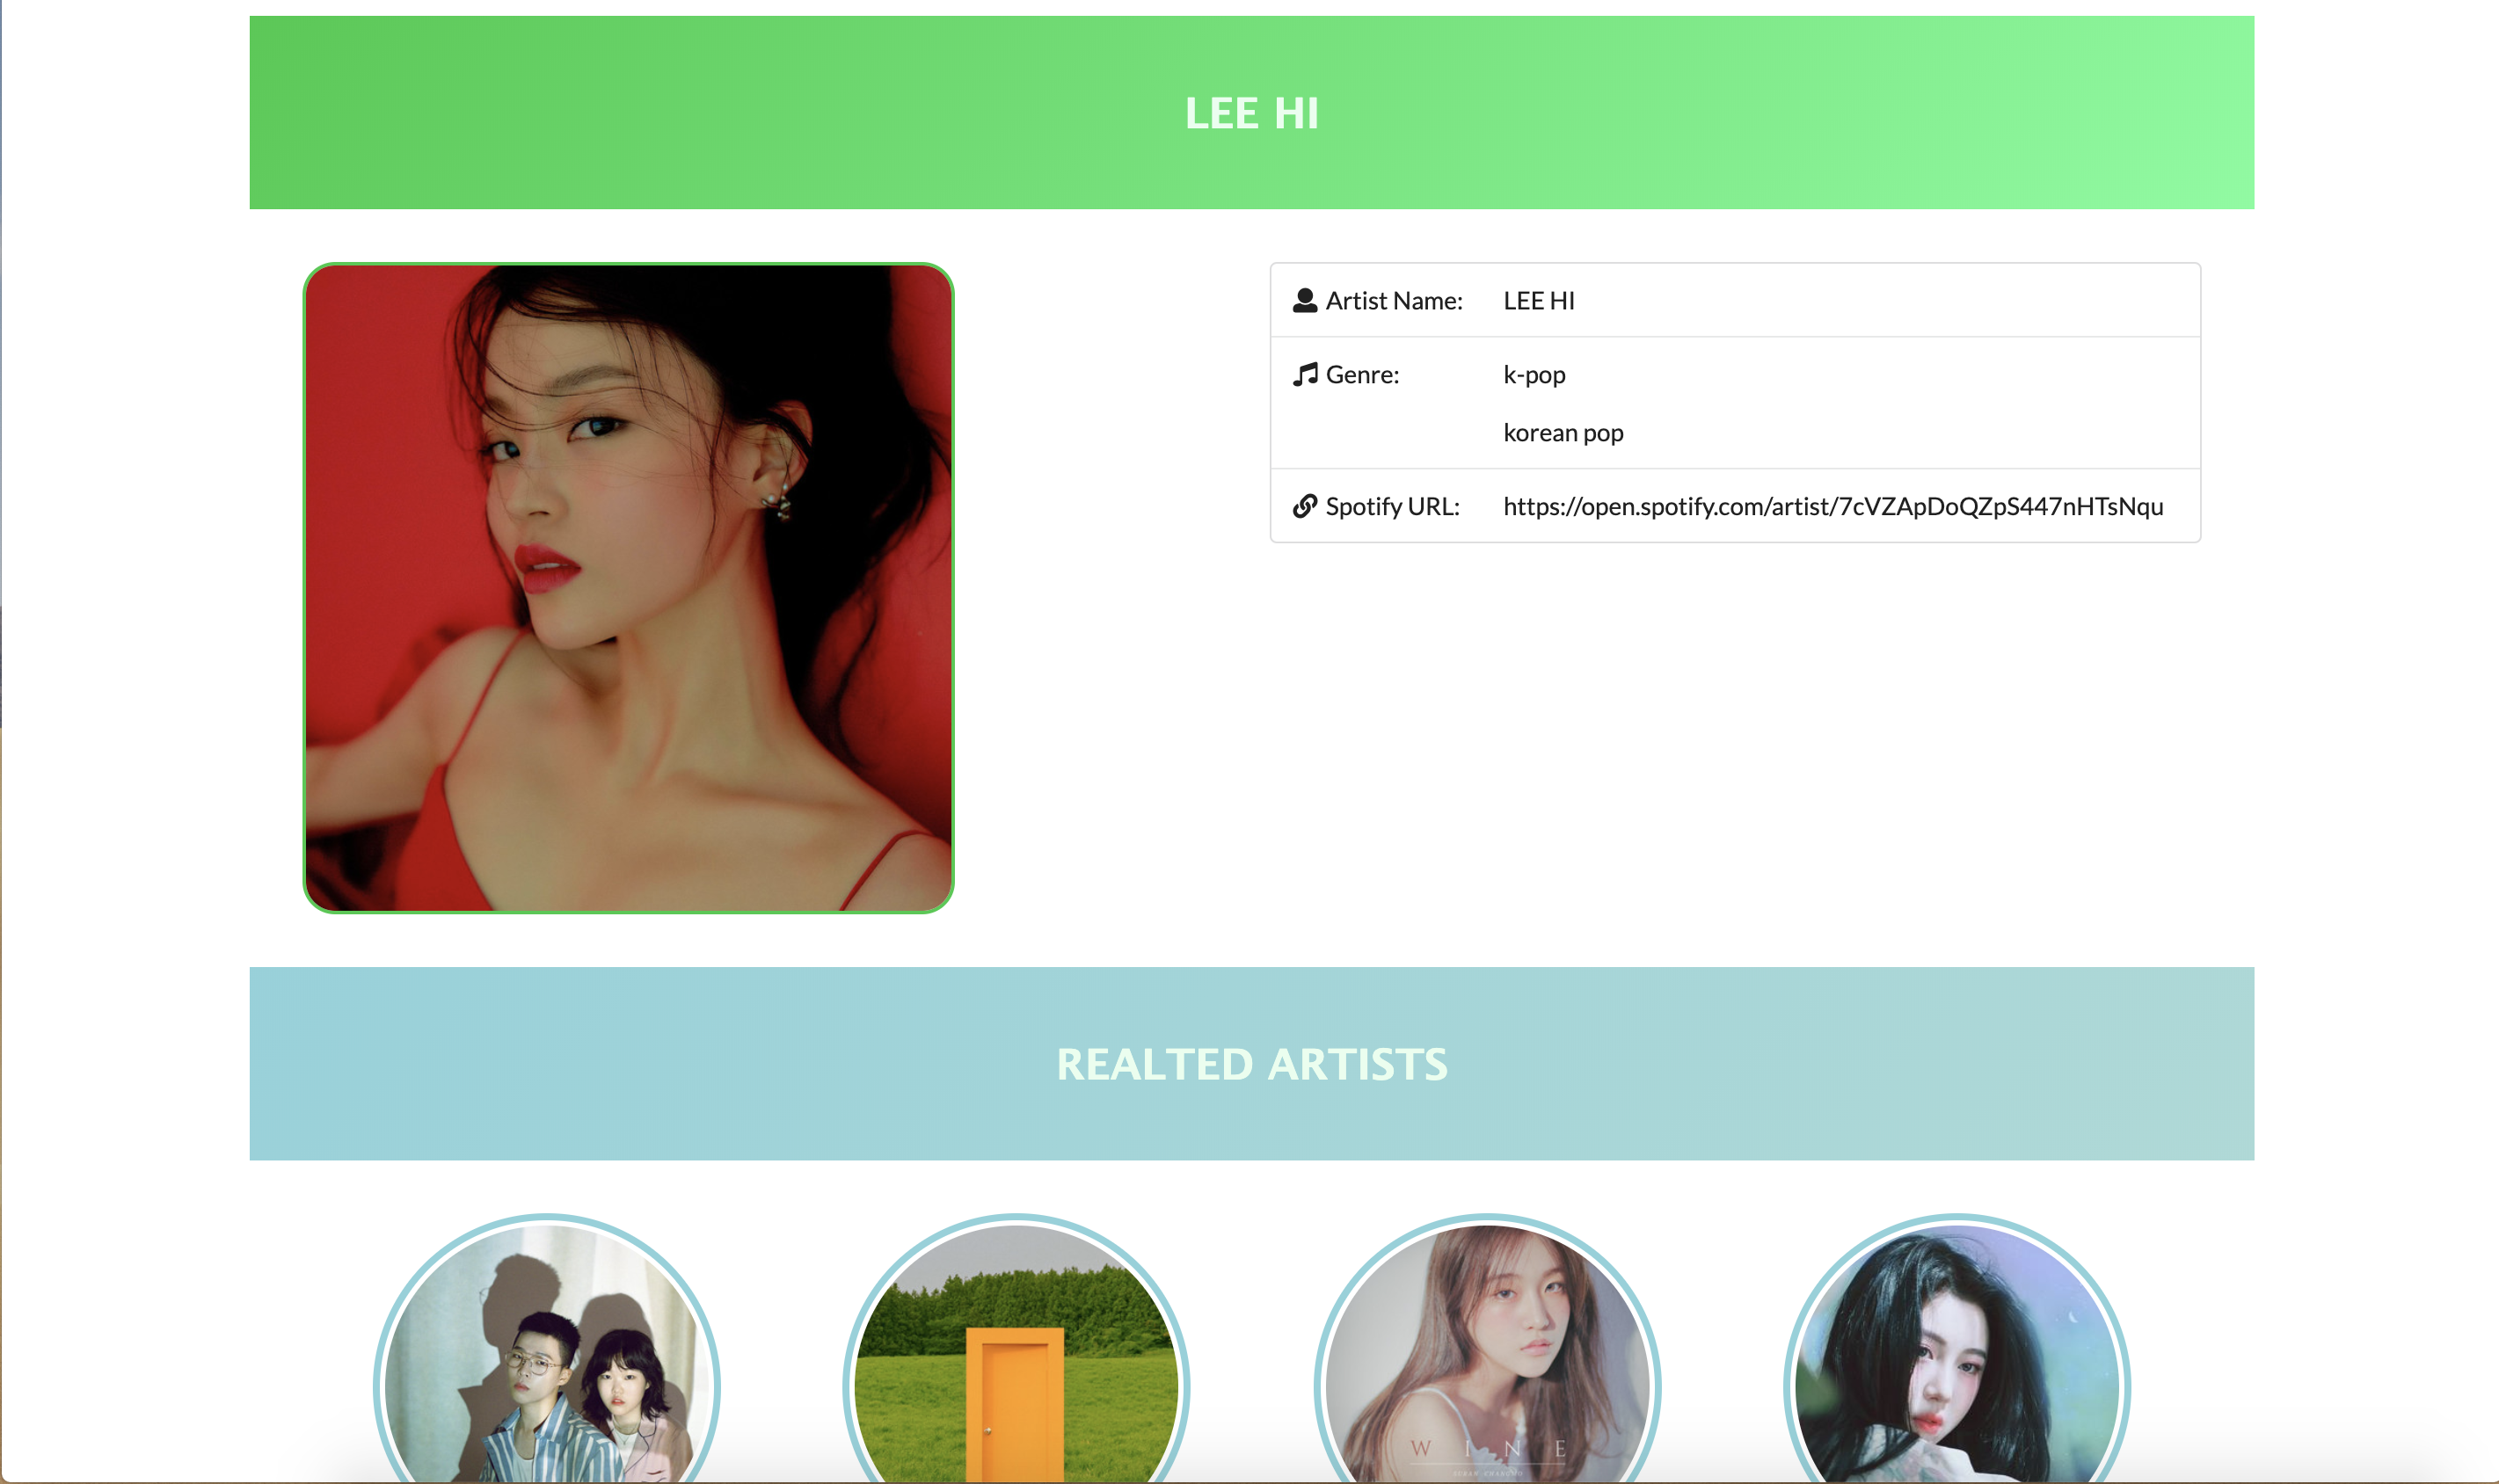 LEE HI
Artist Name: LEE HI
Genre: k-pop
korean pop
Spotify URL: https://open.spotify.com/artist/7cVZApDoQZpS447nHTsNqu
REALTED ARTISTS
W I N E